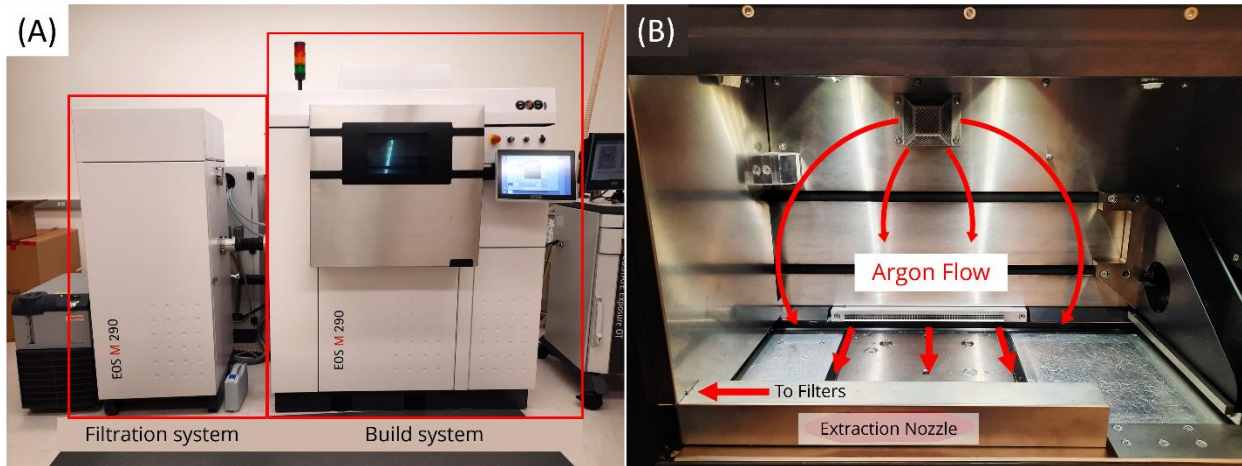 (A)
EOS M 290
EOS M 290
Filtration system
Build system
(B)
Argon Flow
To Filters
Extraction Nozzle